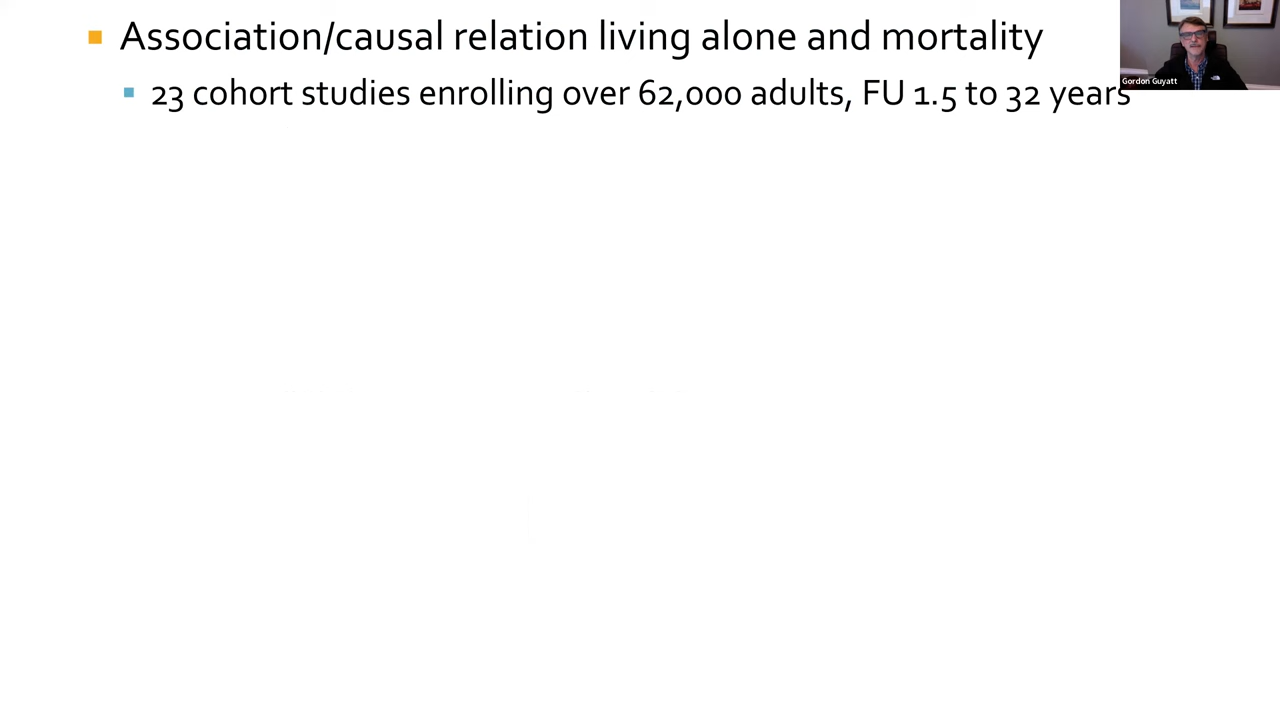 Association/causal relation living alone and mortality
23 cohort studies enrolling over 62,000 adults, FU 1.5 to 32 years
Gordon Guyatt